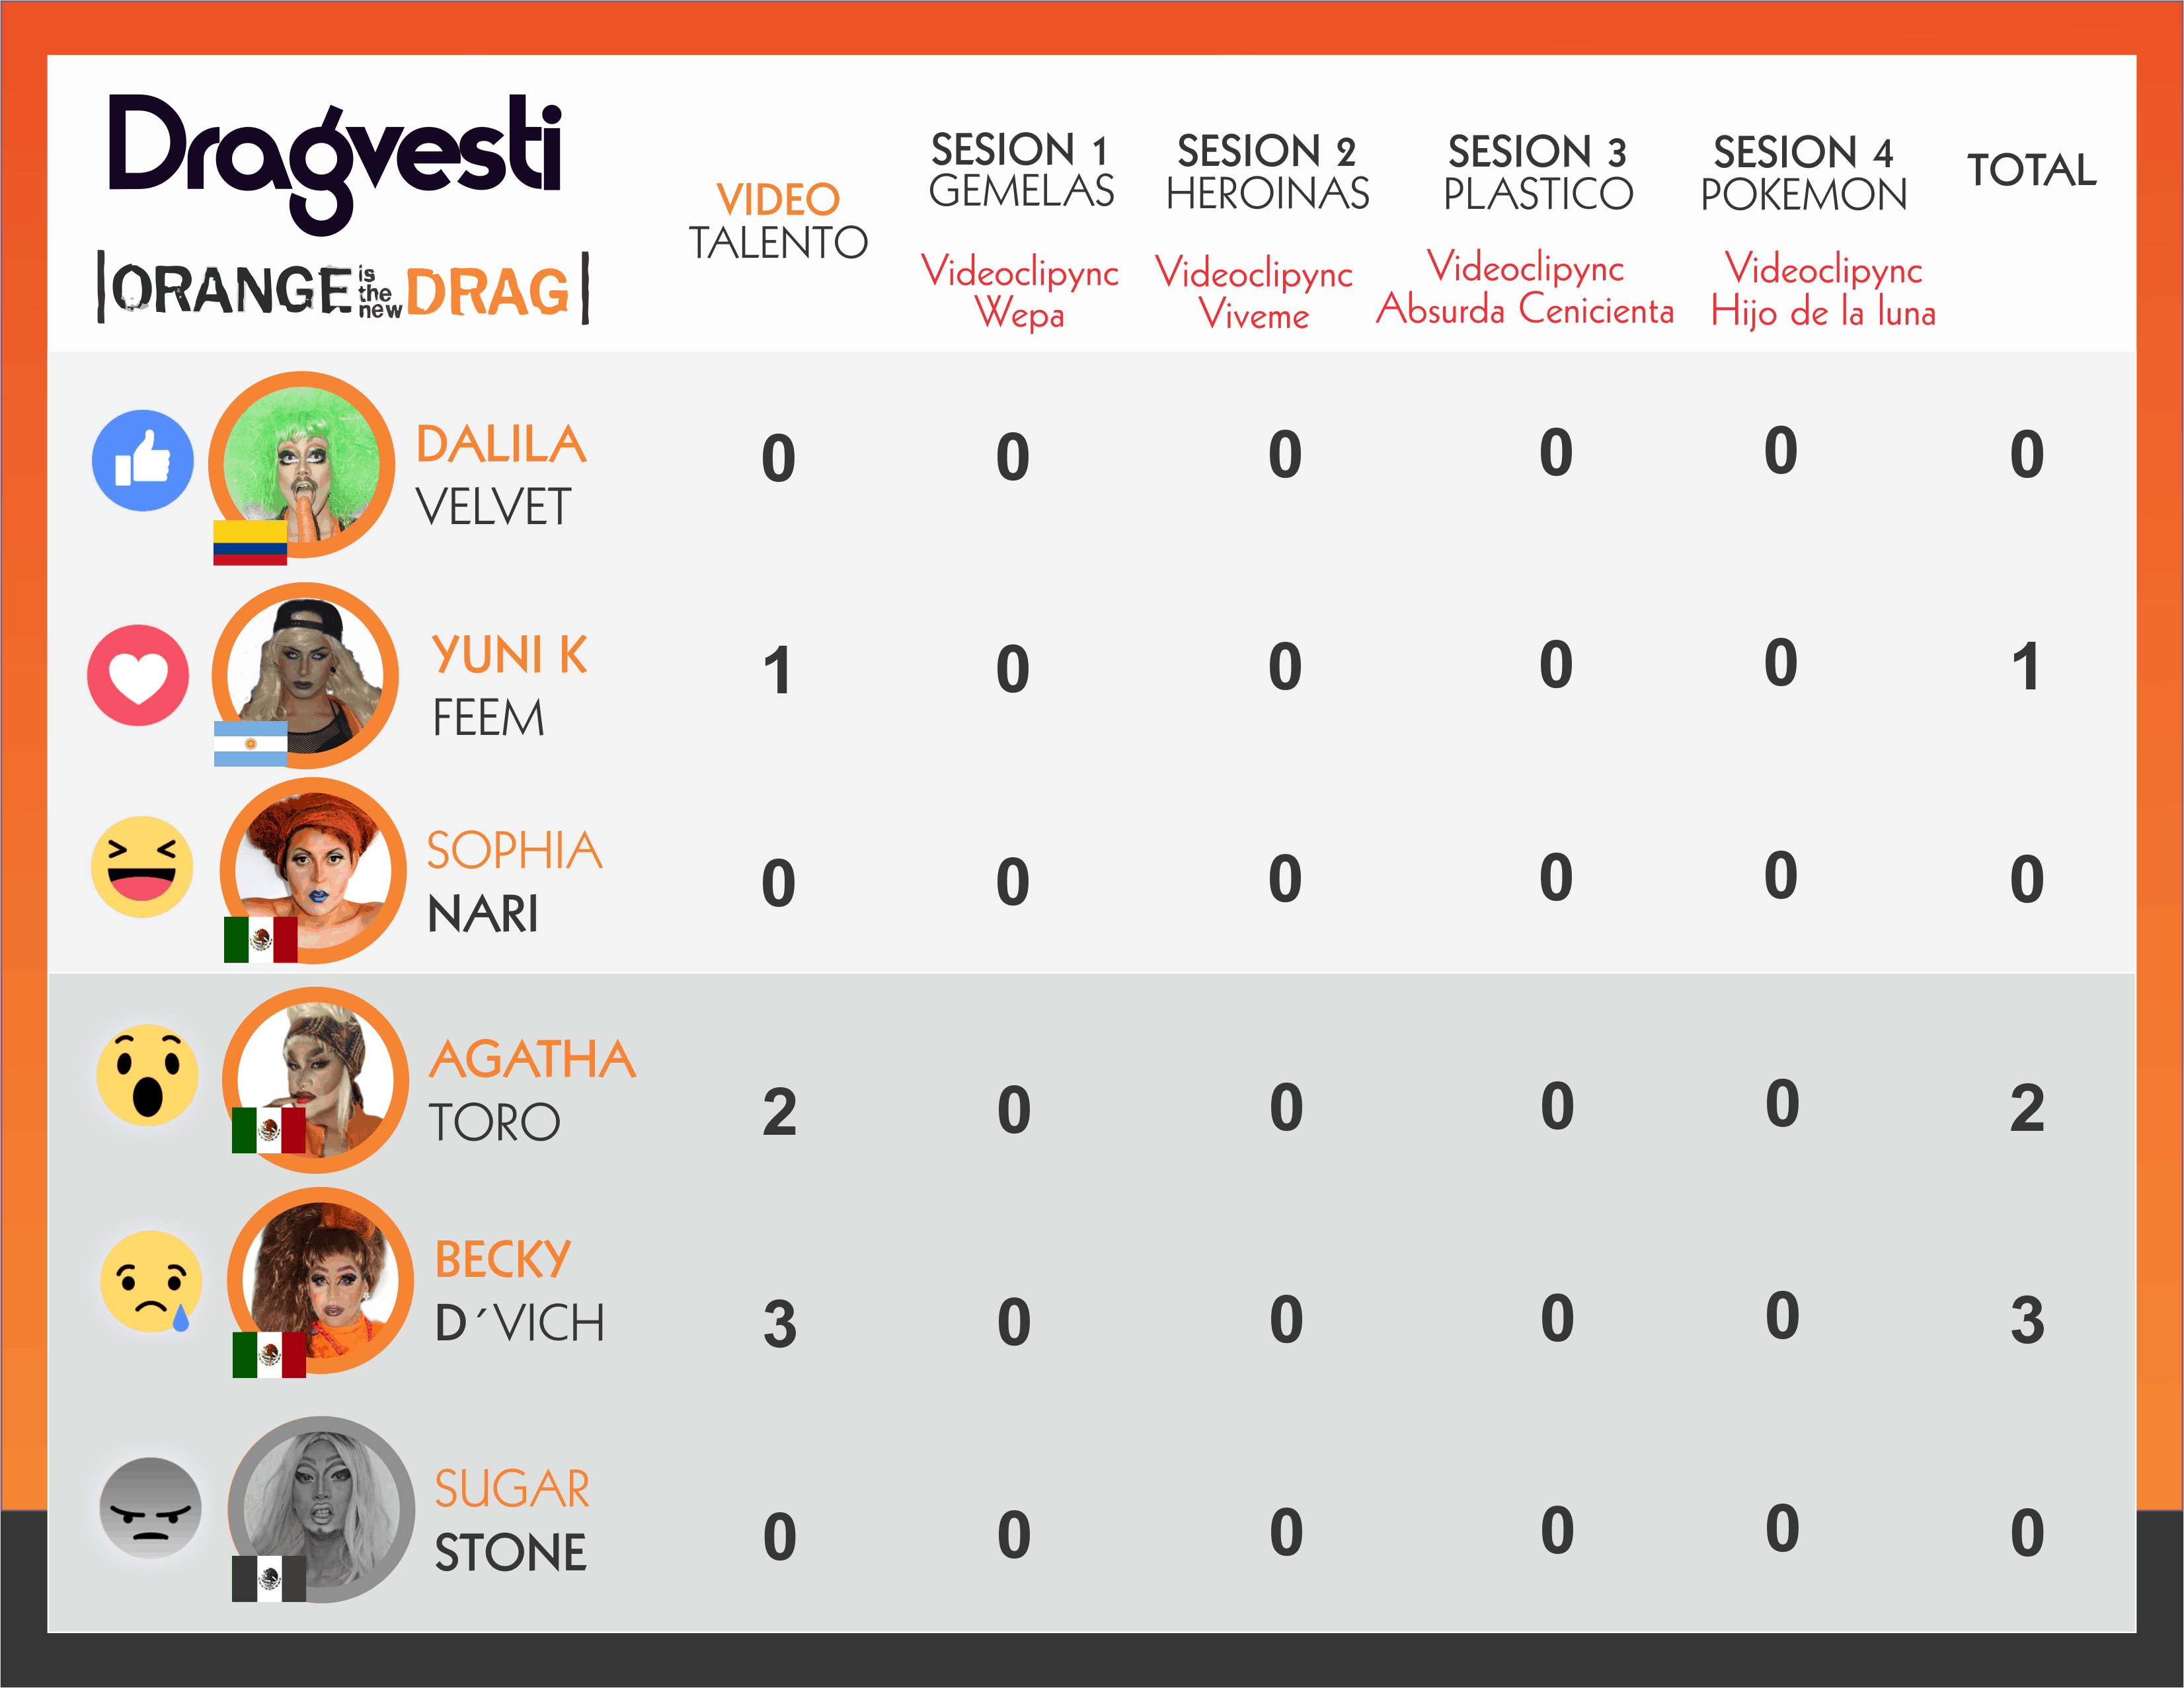 Dragvesti
|ORANGE is the new DRAG|
VIDEO
TALENTO
SESION 1
GEMELAS
Videoclipync
Wepa
SESION 2
HEROINAS
Videoclipync
Viveme
SESION 3
PLASTICO
Videoclipync
Absurda Cenicienta
SESION 4
POKEMON
Videoclipync
Hijo de la luna
TOTAL
DALILA
VELVET
0 0 0 0 0 0
YUNI K
FEEM
1 0 0 0 0 1
SOPHIA
NARI
0 0 0 0 0 0
AGATHA
TORO
2 0 0 0 0 2
BECKY
D´VICH
3 0 0 0 0 3
SUGAR
STONE
0 0 0 0 0 0